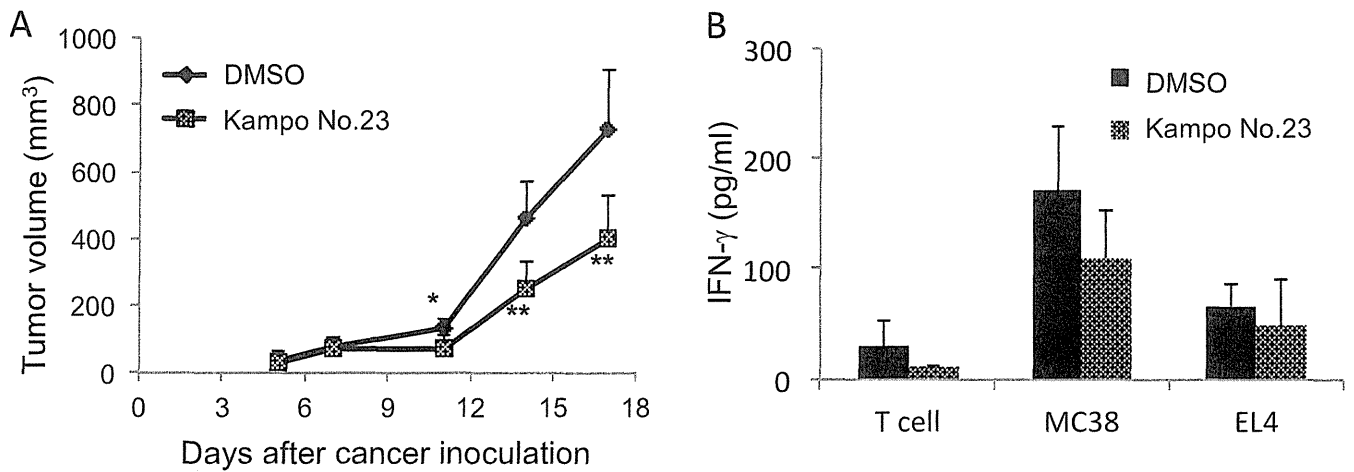 A
1000
800
600
400
200
0
Tumor volume (mm³)
DMSO
Kampo No.23
*
**
**
0 3 6 9 12 15 18
Days after cancer inoculation
B
300
200
100
0
IFN-γ (pg/ml)
DMSO
Kampo No.23
T cell MC38 EL4